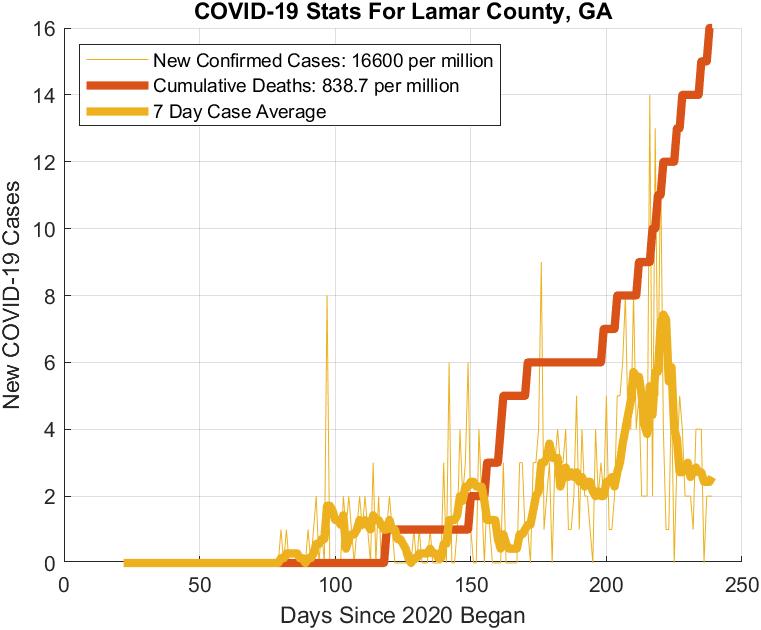 COVID-19 Stats For Lamar County, GA
New Confirmed Cases: 16600 per million
Cumulative Deaths: 838.7 per million
7 Day Case Average
New COVID-19 Cases
16
14
12
10
8
6
4
2
0
0 50 100 150 200 250
Days Since 2020 Began